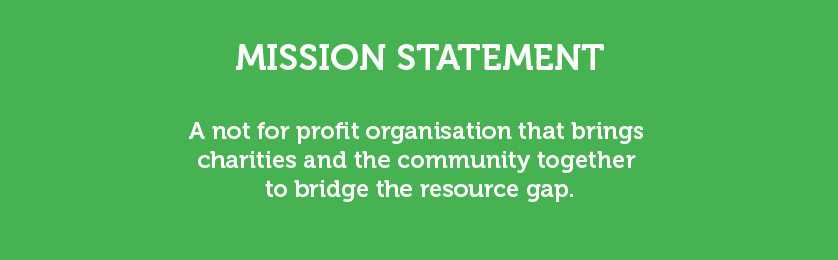 MISSION STATEMENT
A not for profit organisation that brings
charities and the community together
to bridge the resource gap.